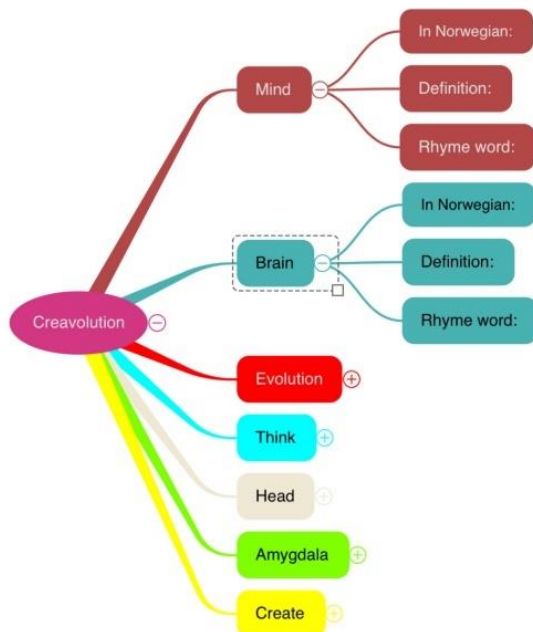 In Norwegian:
Mind
Definition:
Rhyme word:
In Norwegian:
Brain
Definition:
Rhyme word:
Creavolution
Evolution
Think
Head
Amygdala
Create